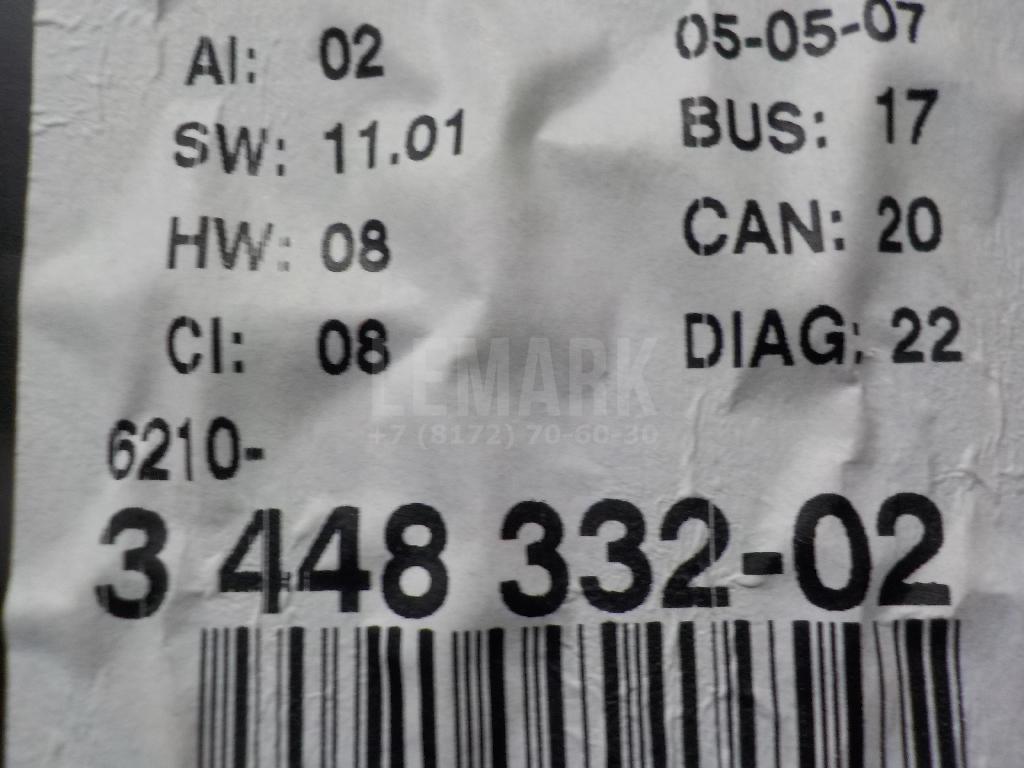 AI: 02 05-05-07
SW: 11.01 BUS: 17
HW: 08 CAN: 20
CI: 08 DIAG: 22
LEMARK
+7 (8172) 70-60-30
6210-
3 448 332-02